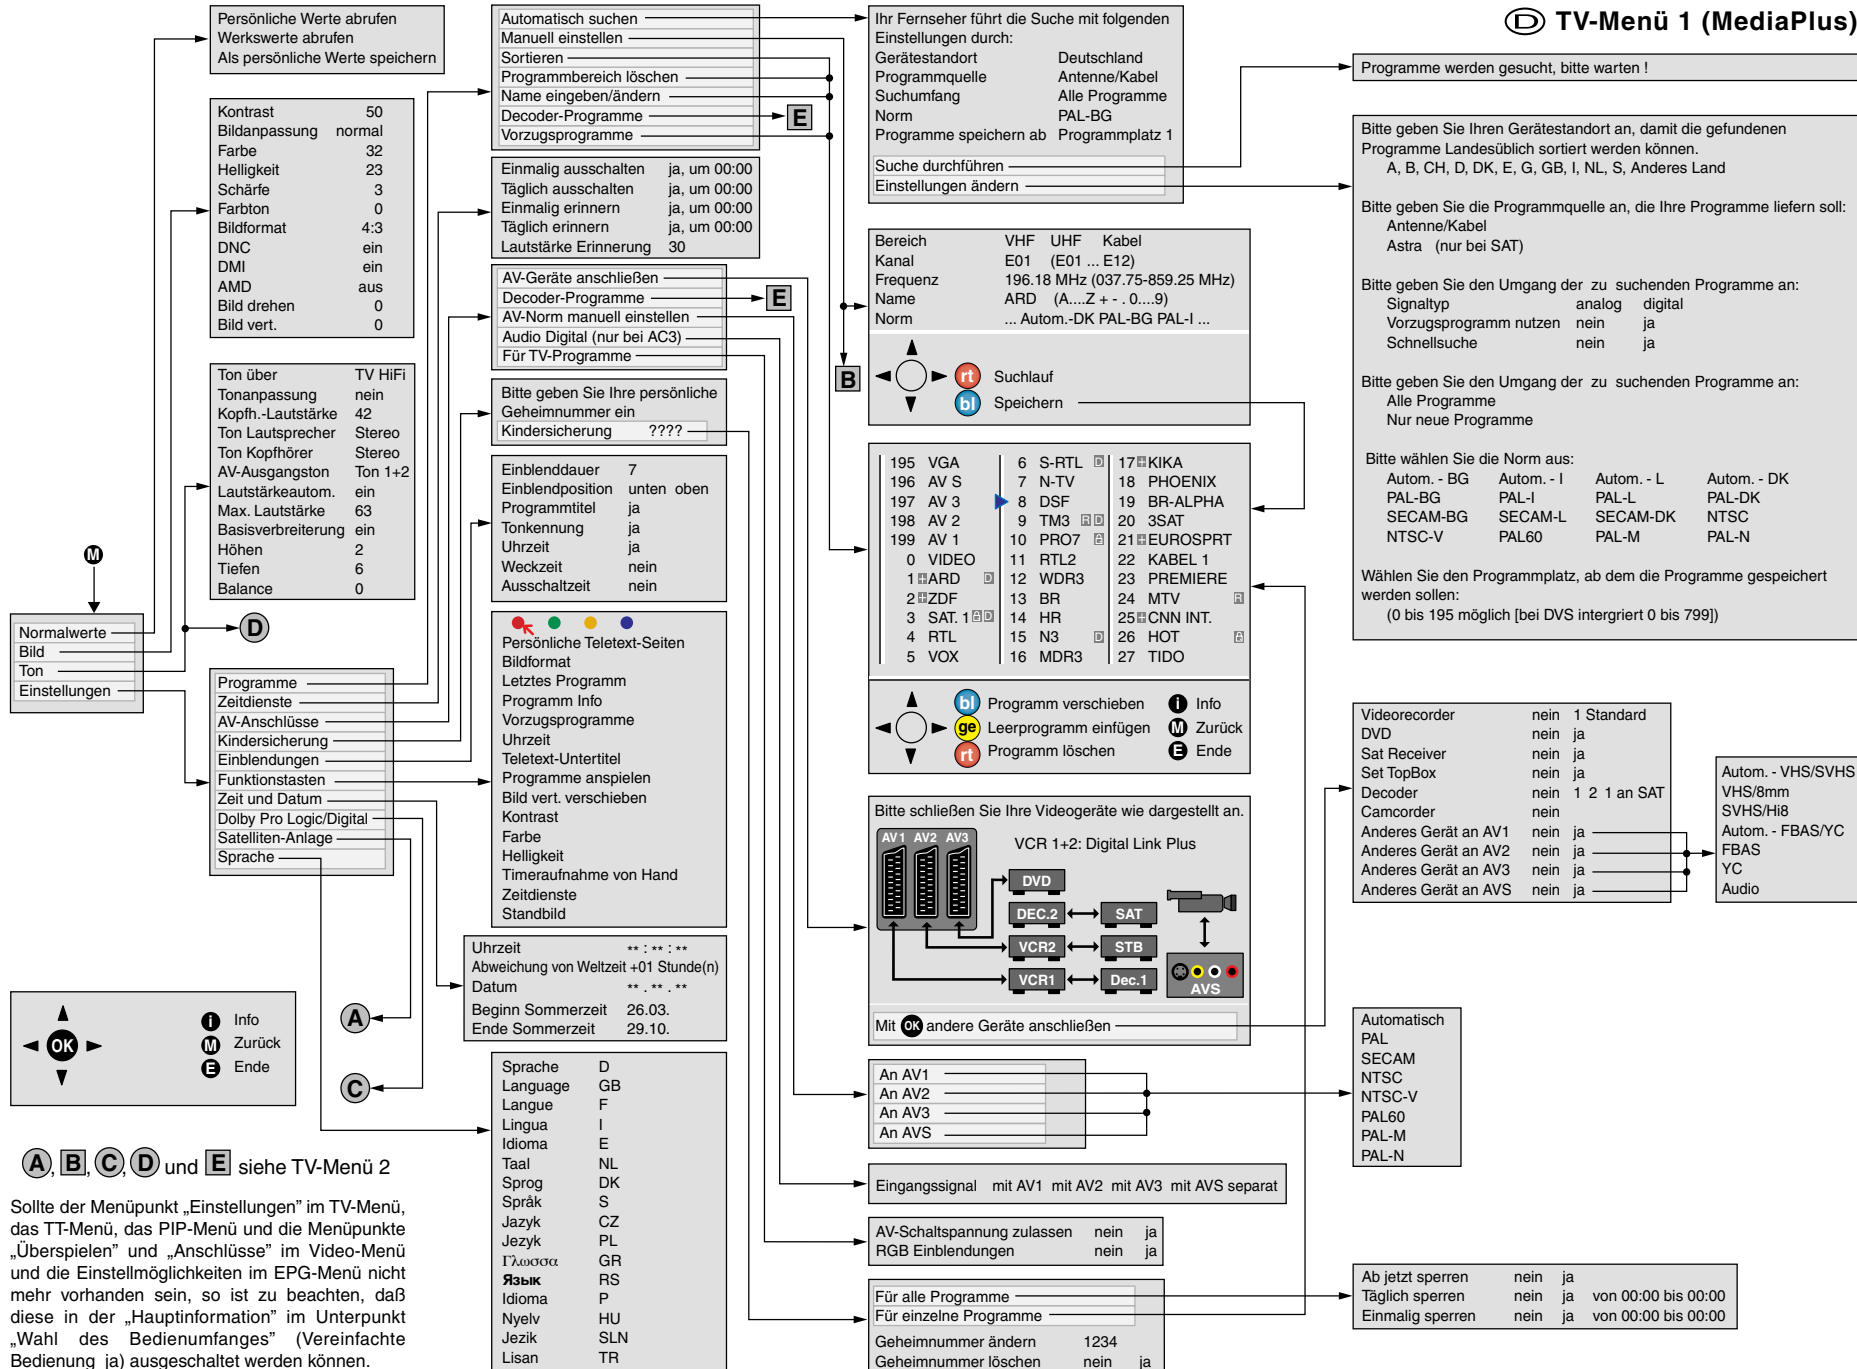 D TV-Menü 1 (MediaPlus)
Persönliche Werte abrufen
Werkswerte abrufen
Als persönliche Werte speichern
Kontrast 50
Bildanpassung normal
Farbe 32
Helligkeit 23
Schärfe 3
Farbton 0
Bildformat 4:3
DNC ein
DMI ein
AMD aus
Bild drehen 0
Bild vert. 0
Ton über TV HiFi
Tonanpassung nein
Kopfh.-Lautstärke 42
Ton Lautsprecher Stereo
Ton Kopfhörer Stereo
AV-Ausgangston Ton 1+2
Lautstärkeautom. ein
Max. Lautstärke 63
Basisverbreiterung ein
Höhen 2
Tiefen 6
Balance 0
M
Normalwerte
Bild
Ton
Einstellungen
D
Programme
Zeitdienste
AV-Anschlüsse
Kindersicherung
Einblendungen
Funktionstasten
Zeit und Datum
Dolby Pro Logic/Digital
Satelliten-Anlage
Sprache
OK
i Info
M Zurück
E Ende
A
C
A, B, C, D und E siehe TV-Menü 2
Sollte der Menüpunkt „Einstellungen” im TV-Menü,
das TT-Menü, das PIP-Menü und die Menüpunkte
„Überspielen” und „Anschlüsse” im Video-Menü
und die Einstellmöglichkeiten im EPG-Menü nicht
mehr vorhanden sein, so ist zu beachten, daß
diese in der „Hauptinformation” im Unterpunkt
„Wahl des Bedienumfanges” (Vereinfachte
Bedienung ja) ausgeschaltet werden können.
Automatisch suchen
Manuell einstellen
Sortieren
Programmbereich löschen
Name eingeben/ändern
Decoder-Programme E
Vorzugsprogramme
Einmalig ausschalten ja, um 00:00
Täglich ausschalten ja, um 00:00
Einmalig erinnern ja, um 00:00
Täglich erinnern ja, um 00:00
Lautstärke Erinnerung 30
AV-Geräte anschließen
Decoder-Programme E
AV-Norm manuell einstellen
Audio Digital (nur bei AC3)
Für TV-Programme
Bitte geben Sie Ihre persönliche
Geheimnummer ein
Kindersicherung ????
Einblenddauer 7
Einblendposition unten oben
Programmtitel ja
Tonkennung ja
Uhrzeit ja
Weckzeit nein
Ausschaltzeit nein
Persönliche Teletext-Seiten
Bildformat
Letztes Programm
Programm Info
Vorzugsprogramme
Uhrzeit
Teletext-Untertitel
Programme anspielen
Bild vert. verschieben
Kontrast
Farbe
Helligkeit
Timeraufnahme von Hand
Zeitdienste
Standbild
Uhrzeit ** : ** : **
Abweichung von Weltzeit +01 Stunde(n)
Datum ** . ** . **
Beginn Sommerzeit 26.03.
Ende Sommerzeit 29.10.
Sprache D
Language GB
Langue F
Lingua I
Idioma E
Taal NL
Sprog DK
Språk S
Jazyk CZ
Jezyk PL
Γλωσσα GR
Язык RS
Idioma P
Nyelv HU
Jezik SLN
Lisan TR
Ihr Fernseher führt die Suche mit folgenden
Einstellungen durch:
Gerätestandort Deutschland
Programmquelle Antenne/Kabel
Suchumfang Alle Programme
Norm PAL-BG
Programme speichern ab Programmplatz 1
Suche durchführen
Einstellungen ändern
Bereich VHF UHF Kabel
Kanal E01 (E01 ... E12)
Frequenz 196.18 MHz (037.75-859.25 MHz)
Name ARD (A....Z + - . 0....9)
Norm ... Autom.-DK PAL-BG PAL-I ...
B
rt Suchlauf
bl Speichern
195 VGA 6 S-RTL D 17 KIKA
196 AV S 7 N-TV 18 PHOENIX
197 AV 3 8 DSF 19 BR-ALPHA
198 AV 2 9 TM3 R D 20 3SAT
199 AV 1 10 PRO7 21 EUROSPRT
0 VIDEO 11 RTL2 22 KABEL 1
1 ARD D 12 WDR3 23 PREMIERE
2 ZDF 13 BR 24 MTV R
3 SAT. 1 D 14 HR 25 CNN INT.
4 RTL 15 N3 D 26 HOT
5 VOX 16 MDR3 27 TIDO
bl Programm verschieben i Info
ge Leerprogramm einfügen M Zurück
rt Programm löschen E Ende
Bitte schließen Sie Ihre Videogeräte wie dargestellt an.
AV1 AV2 AV3
VCR 1+2: Digital Link Plus
DVD
DEC.2 SAT
VCR2 STB
VCR1 Dec.1
AVS
Mit OK andere Geräte anschließen
An AV1
An AV2
An AV3
An AVS
Eingangssignal mit AV1 mit AV2 mit AV3 mit AVS separat
AV-Schaltspannung zulassen nein ja
RGB Einblendungen nein ja
Für alle Programme
Für einzelne Programme
Geheimnummer ändern 1234
Geheimnummer löschen nein ja
Programme werden gesucht, bitte warten !
Bitte geben Sie Ihren Gerätestandort an, damit die gefundenen
Programme Landesüblich sortiert werden können.
A, B, CH, D, DK, E, G, GB, I, NL, S, Anderes Land
Bitte geben Sie die Programmquelle an, die Ihre Programme liefern soll:
Antenne/Kabel
Astra (nur bei SAT)
Bitte geben Sie den Umgang der zu suchenden Programme an:
Signaltyp analog digital
Vorzugsprogramm nutzen nein ja
Schnellsuche nein ja
Bitte geben Sie den Umgang der zu suchenden Programme an:
Alle Programme
Nur neue Programme
Bitte wählen Sie die Norm aus:
Autom. - BG Autom. - I Autom. - L Autom. - DK
PAL-BG PAL-I PAL-L PAL-DK
SECAM-BG SECAM-L SECAM-DK NTSC
NTSC-V PAL60 PAL-M PAL-N
Wählen Sie den Programmplatz, ab dem die Programme gespeichert
werden sollen:
(0 bis 195 möglich [bei DVS intergriert 0 bis 799])
Videorecorder nein 1 Standard
DVD nein ja
Sat Receiver nein ja
Set TopBox nein ja
Decoder nein 1 2 1 an SAT
Camcorder nein
Anderes Gerät an AV1 nein ja
Anderes Gerät an AV2 nein ja
Anderes Gerät an AV3 nein ja
Anderes Gerät an AVS nein ja
Autom. - VHS/SVHS
VHS/8mm
SVHS/Hi8
Autom. - FBAS/YC
FBAS
YC
Audio
Automatisch
PAL
SECAM
NTSC
NTSC-V
PAL60
PAL-M
PAL-N
Ab jetzt sperren nein ja
Täglich sperren nein ja von 00:00 bis 00:00
Einmalig sperren nein ja von 00:00 bis 00:00